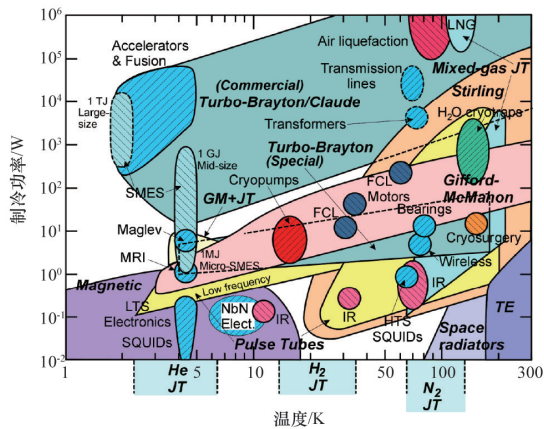 10⁶
10⁵
10⁴
10³
10²
10¹
10⁰
10⁻¹
10⁻²
制冷功率/W
Accelerators
& Fusion
1 TJ
Large-
size
(Commercial)
Turbo-Brayton/Claude
Air liquefaction
LNG
Transmission
lines
Mixed-gas JT
Stirling
Transformers
H₂O cryotraps
Turbo-Brayton
(Special)
1 GJ
Mid-size
SMES
GM+JT
Cryopumps
FCL
Motors
Gifford-
McMahon
Maglev
FCL
Bearings
MRI
1MJ
Micro-SMES
Cryosurgery
Wireless
Magnetic
Low frequency
LTS
Electronics
SQUIDs
NbN
Elect.
IR
Pulse Tubes
IR
HTS
SQUIDs
IR
TE
Space
radiators
1
5
10
50
100
300
He
JT
H₂
JT
N₂
JT
温度/K